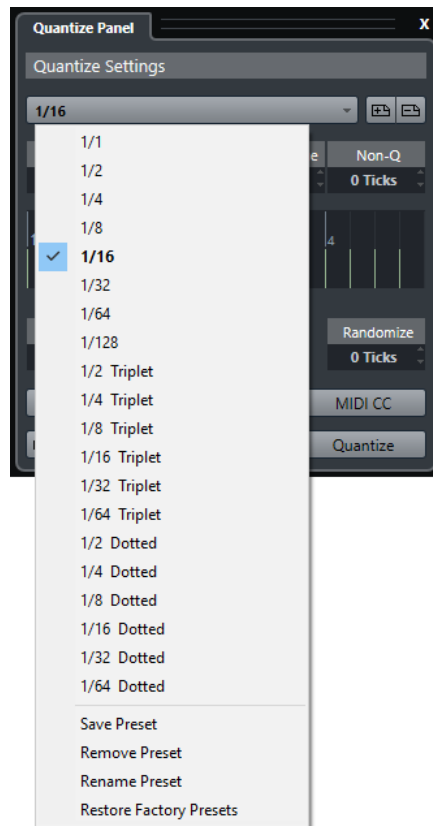 Quantize Panel X
Quantize Settings
1/16
1/1
1/2
1/4
1/8
1/16
1/32
1/64
1/128
1/2 Triplet
1/4 Triplet
1/8 Triplet
1/16 Triplet
1/32 Triplet
1/64 Triplet
1/2 Dotted
1/4 Dotted
1/8 Dotted
1/16 Dotted
1/32 Dotted
1/64 Dotted
Save Preset
Remove Preset
Rename Preset
Restore Factory Presets
Non-Q
0 Ticks
4
Randomize
0 Ticks
MIDI CC
Quantize